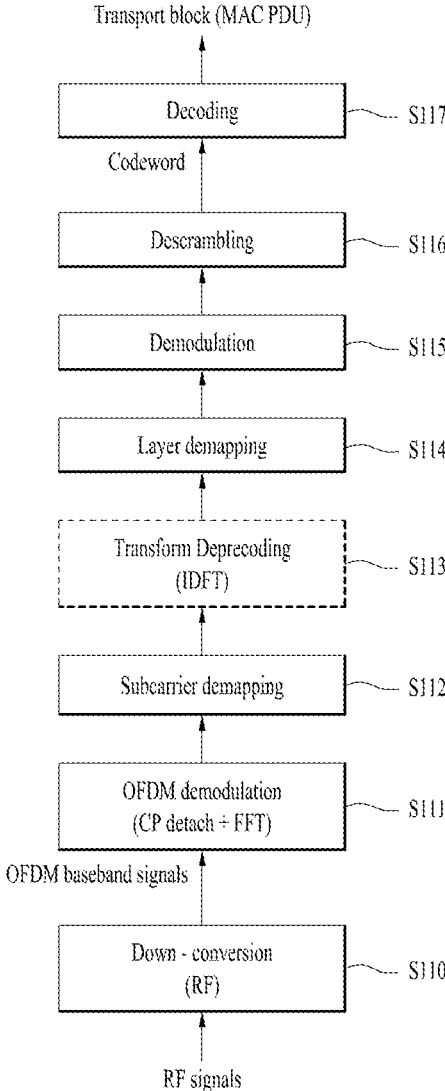 Transport block (MAC PDU)
Decoding
S117
Codeword
Descrambling
S116
Demodulation
S115
Layer demapping
S114
Transform Deprecoding
(IDFT)
S113
Subcarrier demapping
S112
OFDM demodulation
(CP detach + FFT)
S111
OFDM baseband signals
Down - conversion
(RF)
S110
RF signals